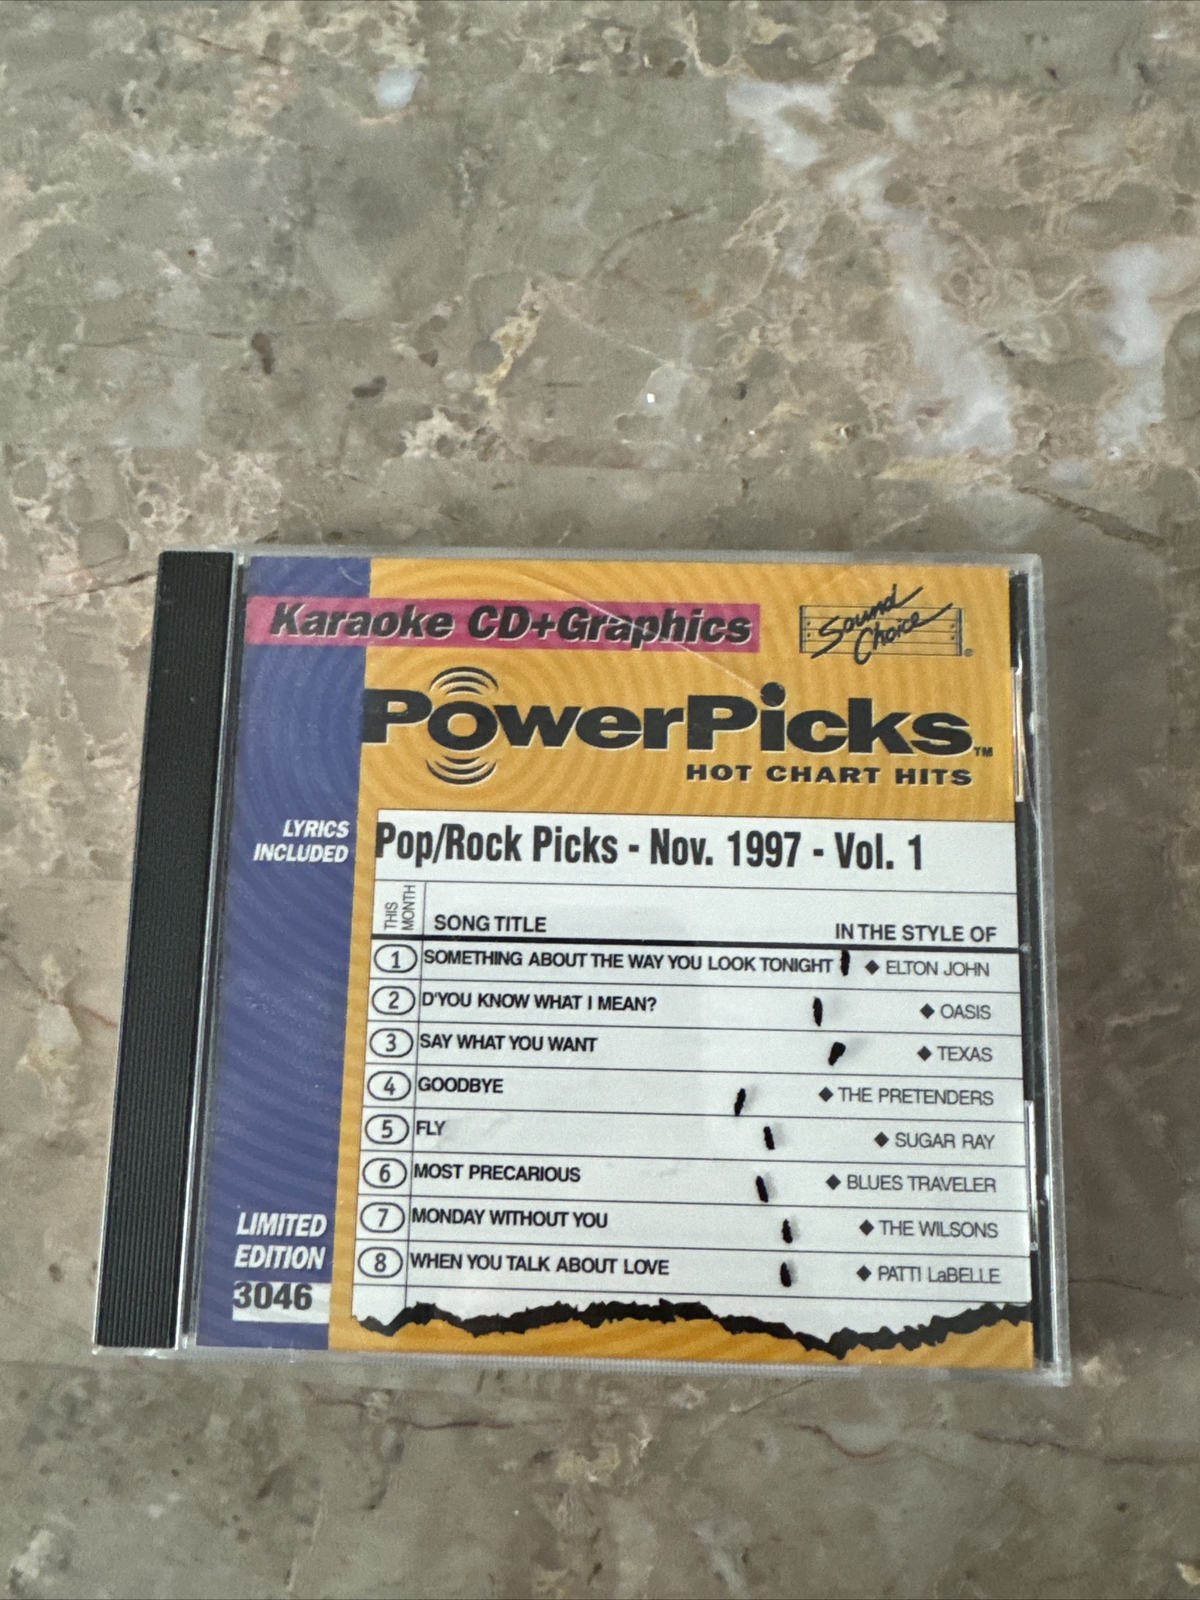 Karaoke CD+Graphics
Sound Choice ®
PowerPicks™
HOT CHART HITS
LYRICS
INCLUDED
Pop/Rock Picks - Nov. 1997 - Vol. 1
THIS MONTH SONG TITLE IN THE STYLE OF
1 SOMETHING ABOUT THE WAY YOU LOOK TONIGHT ◆ ELTON JOHN
2 D'YOU KNOW WHAT I MEAN? ◆ OASIS
3 SAY WHAT YOU WANT ◆ TEXAS
4 GOODBYE ◆ THE PRETENDERS
5 FLY ◆ SUGAR RAY
6 MOST PRECARIOUS ◆ BLUES TRAVELER
7 MONDAY WITHOUT YOU ◆ THE WILSONS
8 WHEN YOU TALK ABOUT LOVE ◆ PATTI LaBELLE
LIMITED
EDITION
3046